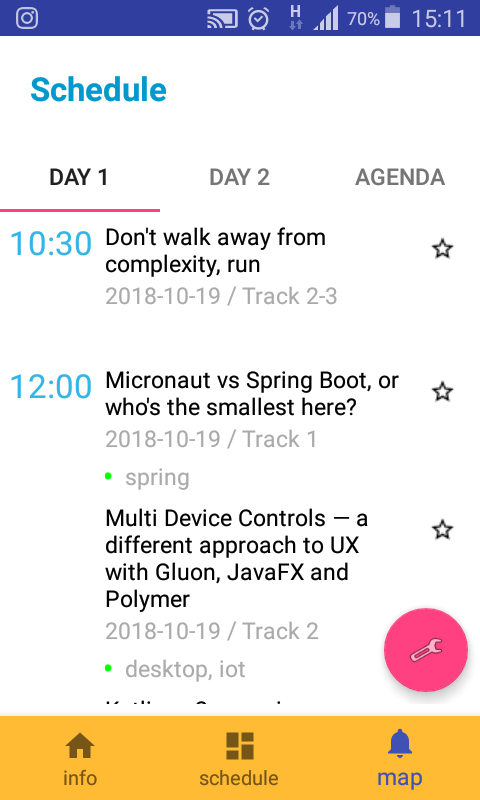 H 70% 15:11
Schedule
DAY 1 DAY 2 AGENDA
10:30 Don't walk away from
complexity, run
2018-10-19 / Track 2-3
12:00 Micronaut vs Spring Boot, or
who's the smallest here?
2018-10-19 / Track 1
spring
Multi Device Controls — a
different approach to UX
with Gluon, JavaFX and
Polymer
2018-10-19 / Track 2
desktop, iot
info schedule map